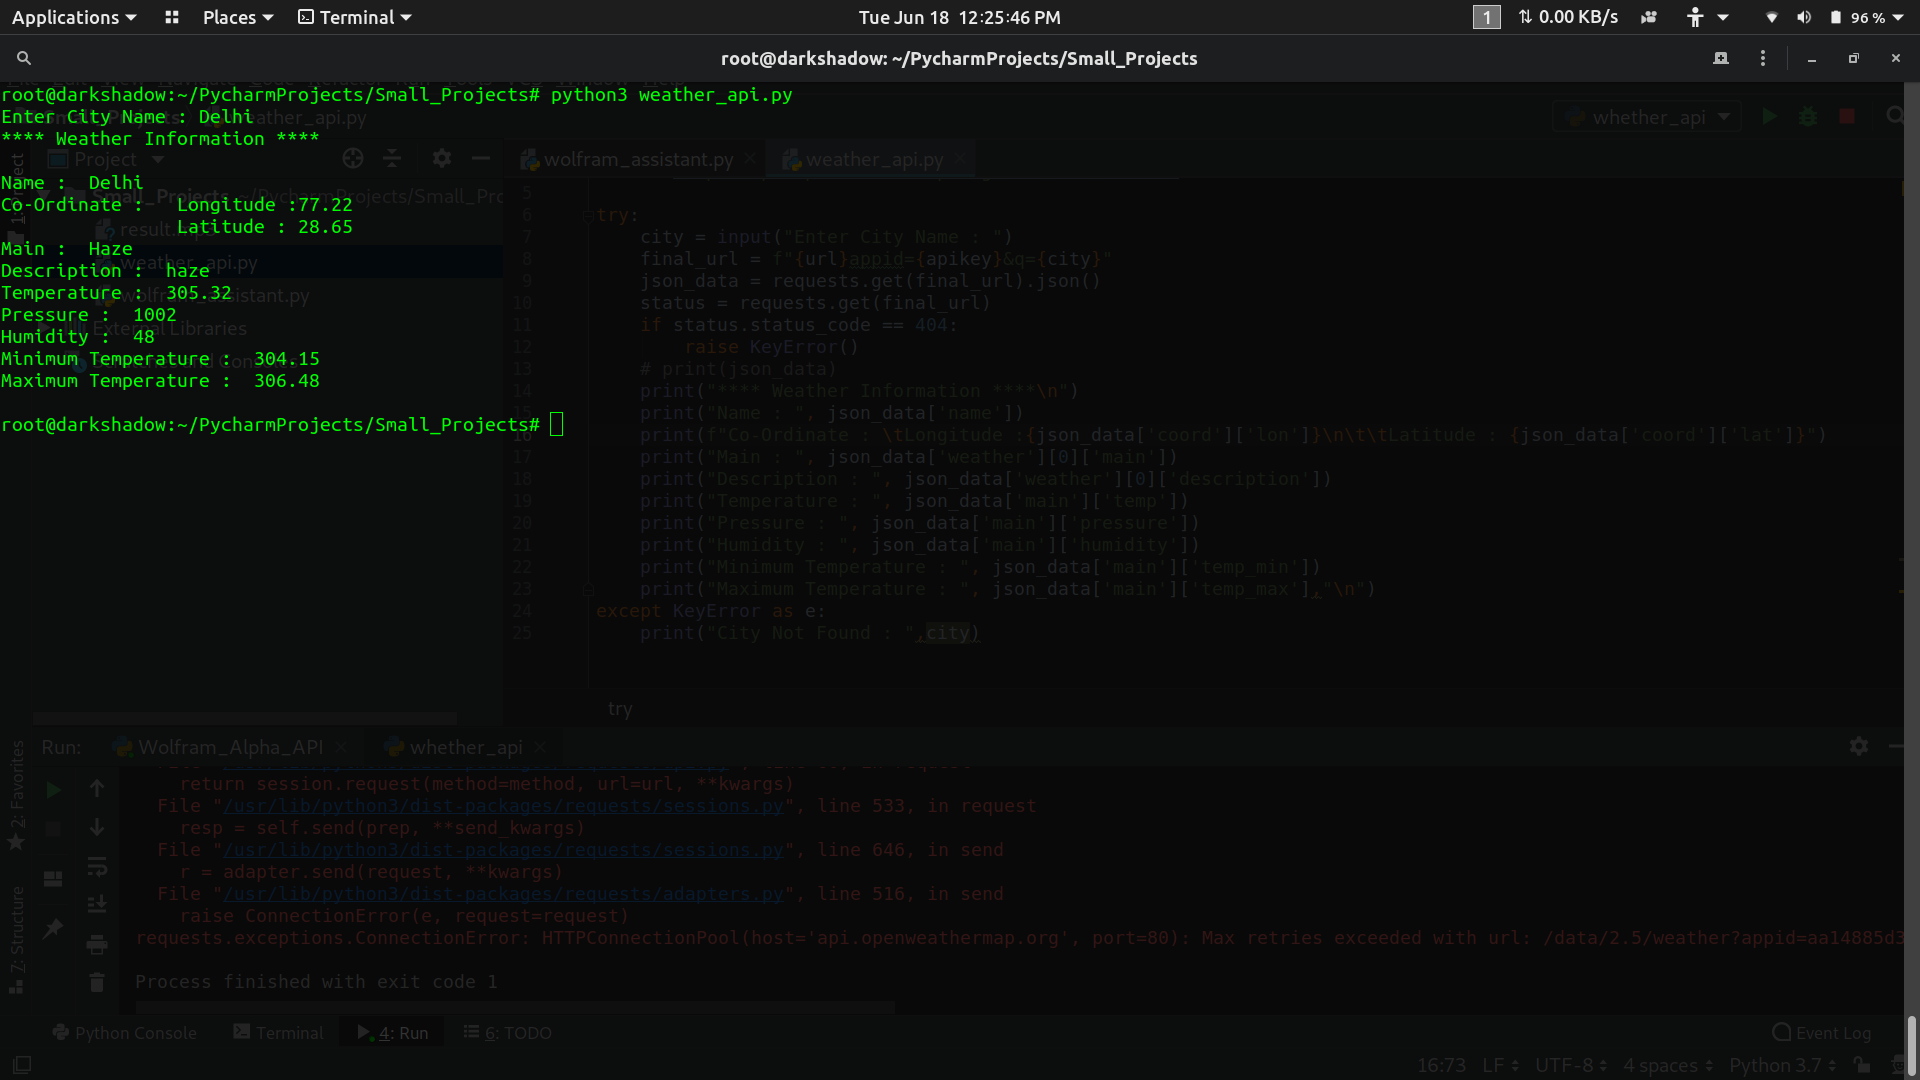 Applications Places Terminal Tue Jun 18 12:25:46 PM 1 0.00 KB/s 96 %
root@darkshadow: ~/PycharmProjects/Small_Projects
root@darkshadow:~/PycharmProjects/Small_Projects# python3 weather_api.py
Enter City Name : Delhi
**** Weather Information ****
Name :  Delhi
Co-Ordinate :   Longitude :77.22
Latitude : 28.65
Main :  Haze
Description :  haze
Temperature :  305.32
Pressure :  1002
Humidity :  48
Minimum Temperature :  304.15
Maximum Temperature :  306.48
root@darkshadow:~/PycharmProjects/Small_Projects#
weather_api.py
whether_api
Project
wolfram_assistant.py weather_api.py
Small_Projects ~/PycharmProjects/Small_Pro
weather_api.py
wolfram_assistant.py
External Libraries
Scratches and Consoles
5
6 try:
7 city = input("Enter City Name : ")
8 final_url = f"{url}appid={apikey}&q={city}"
9 json_data = requests.get(final_url).json()
10 status = requests.get(final_url)
11 if status.status_code == 404:
12 raise KeyError()
13 # print(json_data)
14 print("**** Weather Information ****\n")
15 print("Name : ", json_data['name'])
16 print(f"Co-Ordinate : \tLongitude :{json_data['coord']['lon']}\n\t\tLatitude : {json_data['coord']['lat']}")
17 print("Main : ", json_data['weather'][0]['main'])
18 print("Description : ", json_data['weather'][0]['description'])
19 print("Temperature : ", json_data['main']['temp'])
20 print("Pressure : ", json_data['main']['pressure'])
21 print("Humidity : ", json_data['main']['humidity'])
22 print("Minimum Temperature : ", json_data['main']['temp_min'])
23 print("Maximum Temperature : ", json_data['main']['temp_max'],"\n")
24 except KeyError as e:
25 print("City Not Found : ",city)
try
Run: Wolfram_Alpha_API whether_api
return session.request(method=method, url=url, **kwargs)
File "/usr/lib/python3/dist-packages/requests/sessions.py", line 533, in request
resp = self.send(prep, **send_kwargs)
File "/usr/lib/python3/dist-packages/requests/sessions.py", line 646, in send
r = adapter.send(request, **kwargs)
File "/usr/lib/python3/dist-packages/requests/adapters.py", line 516, in send
raise ConnectionError(e, request=request)
requests.exceptions.ConnectionError: HTTPConnectionPool(host='api.openweathermap.org', port=80): Max retries exceeded with url: /data/2.5/weather?appid=aa14885d3
Process finished with exit code 1
2: Favorites
7: Structure
Python Console Terminal 4: Run 6: TODO Event Log
16:73 LF UTF-8 4 spaces Python 3.7